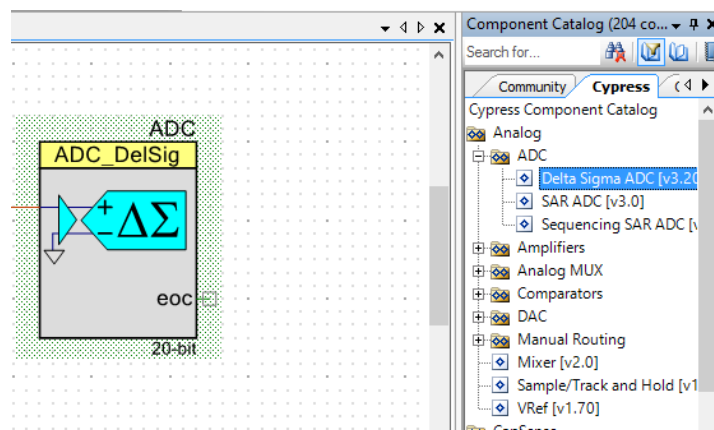 Component Catalog (204 co...
Search for...
Community
Cypress
Cypress Component Catalog
Analog
ADC
Delta Sigma ADC [v3.20
SAR ADC [v3.0]
Sequencing SAR ADC [v
Amplifiers
Analog MUX
Comparators
DAC
Manual Routing
Mixer [v2.0]
Sample/Track and Hold [v1
VRef [v1.70]
CapSense
ADC
ADC_DelSig
+
−
ΔΣ
eoc
20-bit